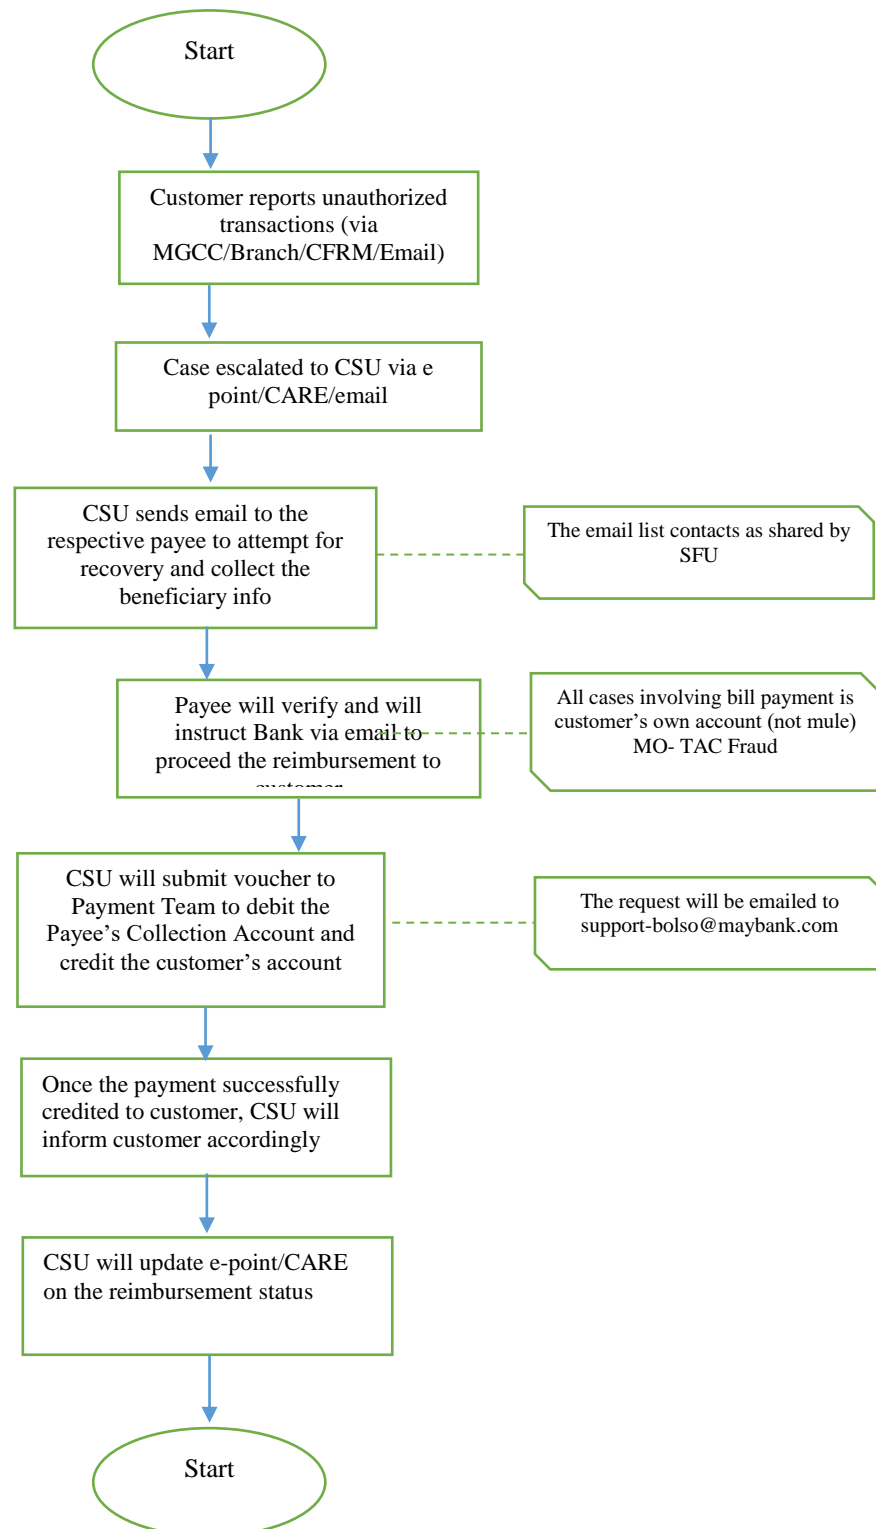 Start
Customer reports unauthorized
transactions (via
MGCC/Branch/CFRM/Email)
Case escalated to CSU via e
point/CARE/email
CSU sends email to the
respective payee to attempt for
recovery and collect the
beneficiary info
The email list contacts as shared by
SFU
Payee will verify and will
instruct Bank via email to
proceed the reimbursement to
customer
All cases involving bill payment is
customer's own account (not mule)
MO- TAC Fraud
CSU will submit voucher to
Payment Team to debit the
Payee's Collection Account and
credit the customer's account
The request will be emailed to
support-bolso@maybank.com
Once the payment successfully
credited to customer, CSU will
inform customer accordingly
CSU will update e-point/CARE
on the reimbursement status
Start